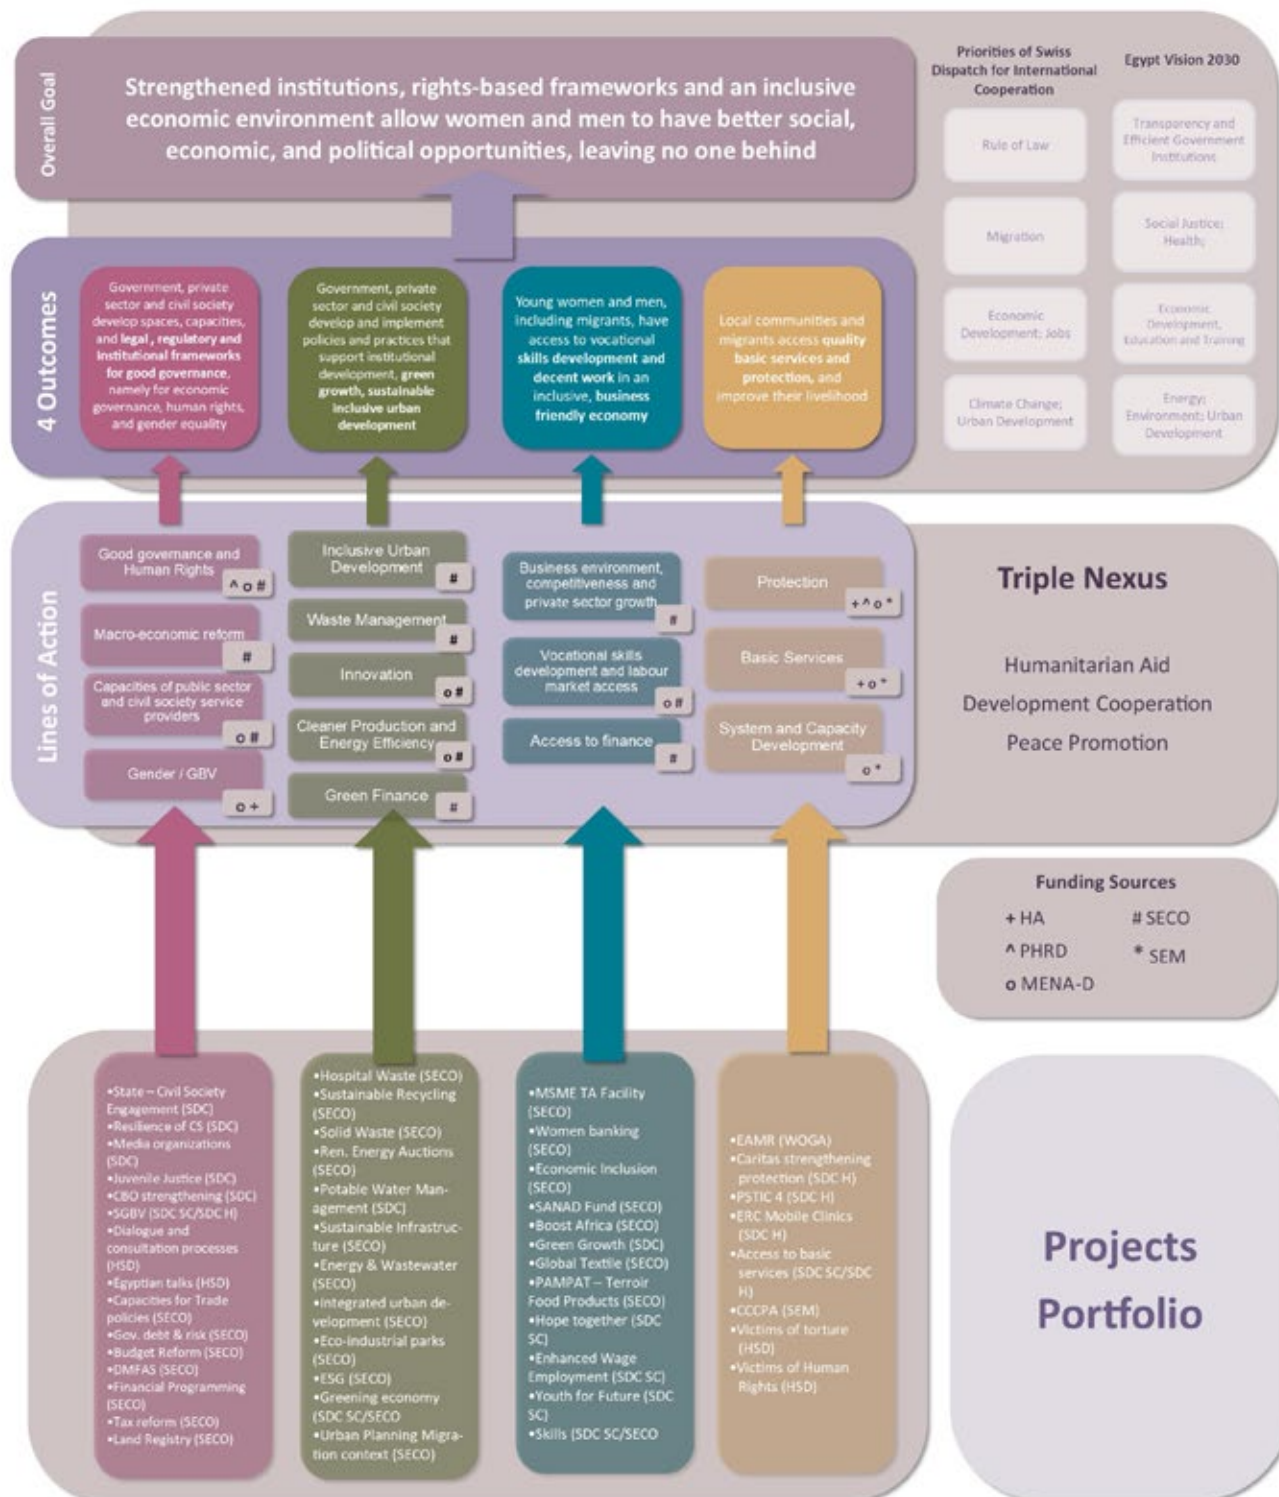 Overall Goal
Strengthened institutions, rights-based frameworks and an inclusive
economic environment allow women and men to have better social,
economic, and political opportunities, leaving no one behind
Priorities of Swiss
Dispatch for International
Cooperation
Rule of Law
Migration
Economic
Development; Jobs
Climate Change;
Urban Development
Egypt Vision 2030
Transparency and
Efficient Government
Institutions
Social Justice;
Health;
Economic
Development,
Education and Training
Energy;
Environment; Urban
Development
4 Outcomes
Government, private
sector and civil society
develop spaces, capacities,
and legal , regulatory and
institutional frameworks
for good governance,
namely for economic
governance, human rights,
and gender equality
Government, private
sector and civil society
develop and implement
policies and practices that
support institutional
development, green
growth, sustainable
inclusive urban
development
Young women and men,
including migrants, have
access to vocational
skills development and
decent work in an
inclusive, business
friendly economy
Local communities and
migrants access quality
basic services and
protection, and
improve their livelihood
Lines of Action
Good governance and
Human Rights
^ o #
Macro-economic reform
#
Capacities of public sector
and civil society service
providers
o #
Gender / GBV
o +
Inclusive Urban
Development
#
Waste Management
#
Innovation
o #
Cleaner Production and
Energy Efficiency
o #
Green Finance
#
Business environment,
competitiveness and
private sector growth
#
Vocational skills
development and labour
market access
o #
Access to finance
#
Protection
+ ^ o *
Basic Services
+ o *
System and Capacity
Development
o *
Triple Nexus
Humanitarian Aid
Development Cooperation
Peace Promotion
Funding Sources
+ HA
# SECO
^ PHRD
* SEM
o MENA-D
•State – Civil Society
Engagement (SDC)
•Resilience of CS (SDC)
•Media organizations
(SDC)
•Juvenile Justice (SDC)
•CBO strengthening (SDC)
•SGBV (SDC SC/SDC H)
•Dialogue and
consultation processes
(HSD)
•Egyptian talks (HSD)
•Capacities for Trade
policies (SECO)
•Gov. debt & risk (SECO)
•Budget Reform (SECO)
•DMFAS (SECO)
•Financial Programming
(SECO)
•Tax reform (SECO)
•Land Registry (SECO)
•Hospital Waste (SECO)
•Sustainable Recycling
(SECO)
•Solid Waste (SECO)
•Ren. Energy Auctions
(SECO)
•Potable Water Man-
agement (SDC)
•Sustainable Infrastruc-
ture (SECO)
•Energy & Wastewater
(SECO)
•Integrated urban de-
velopment (SECO)
•Eco-industrial parks
(SECO)
•ESG (SECO)
•Greening economy
(SDC SC/SECO
•Urban Planning Migra-
tion context (SECO)
•MSME TA Facility
(SECO)
•Women banking
(SECO)
•Economic Inclusion
(SECO)
•SANAD Fund (SECO)
•Boost Africa (SECO)
•Green Growth (SDC)
•Global Textile (SECO)
•PAMPAT – Terroir
Food Products (SECO)
•Hope together (SDC
SC)
•Enhanced Wage
Employment (SDC SC)
•Youth for Future (SDC
SC)
•Skills (SDC SC/SECO
•EAMR (WOGA)
•Caritas strengthening
protection (SDC H)
•PSTIC 4 (SDC H)
•ERC Mobile Clinics
(SDC H)
•Access to basic
services (SDC SC/SDC
H)
•CCCPA (SEM)
•Victims of torture
(HSD)
•Victims of Human
Rights (HSD)
Projects
Portfolio